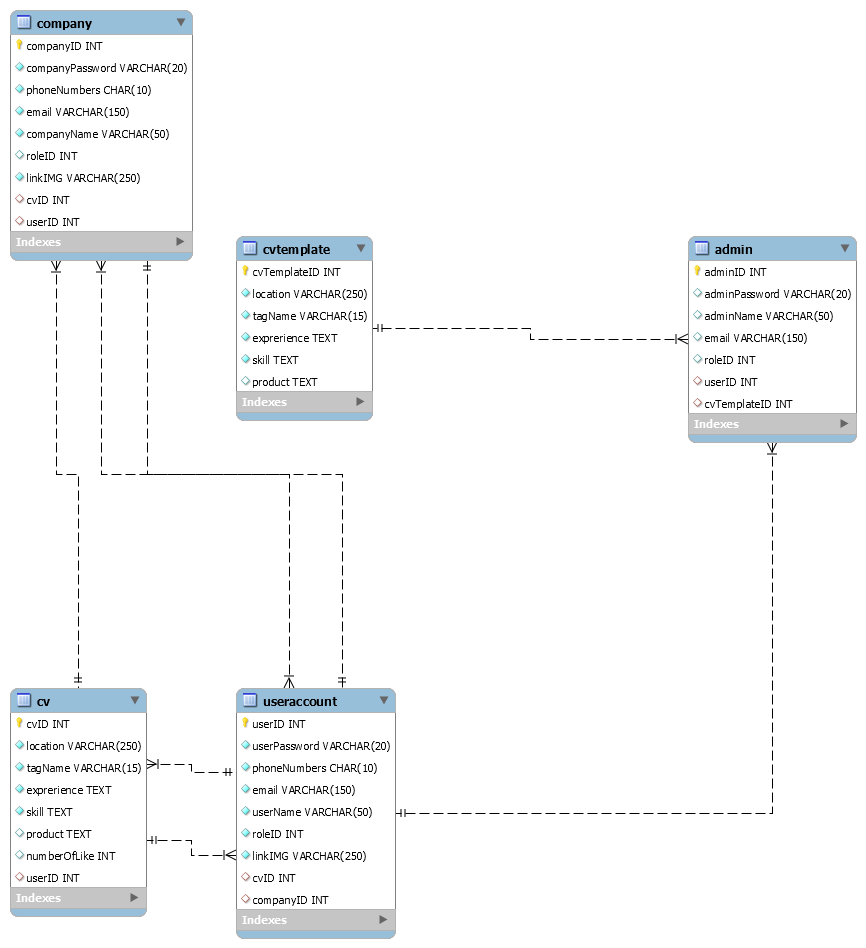 company
companyID INT
companyPassword VARCHAR(20)
phoneNumbers CHAR(10)
email VARCHAR(150)
companyName VARCHAR(50)
roleID INT
linkIMG VARCHAR(250)
cvID INT
userID INT
Indexes
cvtemplate
cvTemplateID INT
location VARCHAR(250)
tagName VARCHAR(15)
exprerience TEXT
skill TEXT
product TEXT
Indexes
admin
adminID INT
adminPassword VARCHAR(20)
adminName VARCHAR(50)
email VARCHAR(150)
roleID INT
userID INT
cvTemplateID INT
Indexes
cv
cvID INT
location VARCHAR(250)
tagName VARCHAR(15)
exprerience TEXT
skill TEXT
product TEXT
numberOfLike INT
userID INT
Indexes
useraccount
userID INT
userPassword VARCHAR(20)
phoneNumbers CHAR(10)
email VARCHAR(150)
userName VARCHAR(50)
roleID INT
linkIMG VARCHAR(250)
cvID INT
companyID INT
Indexes